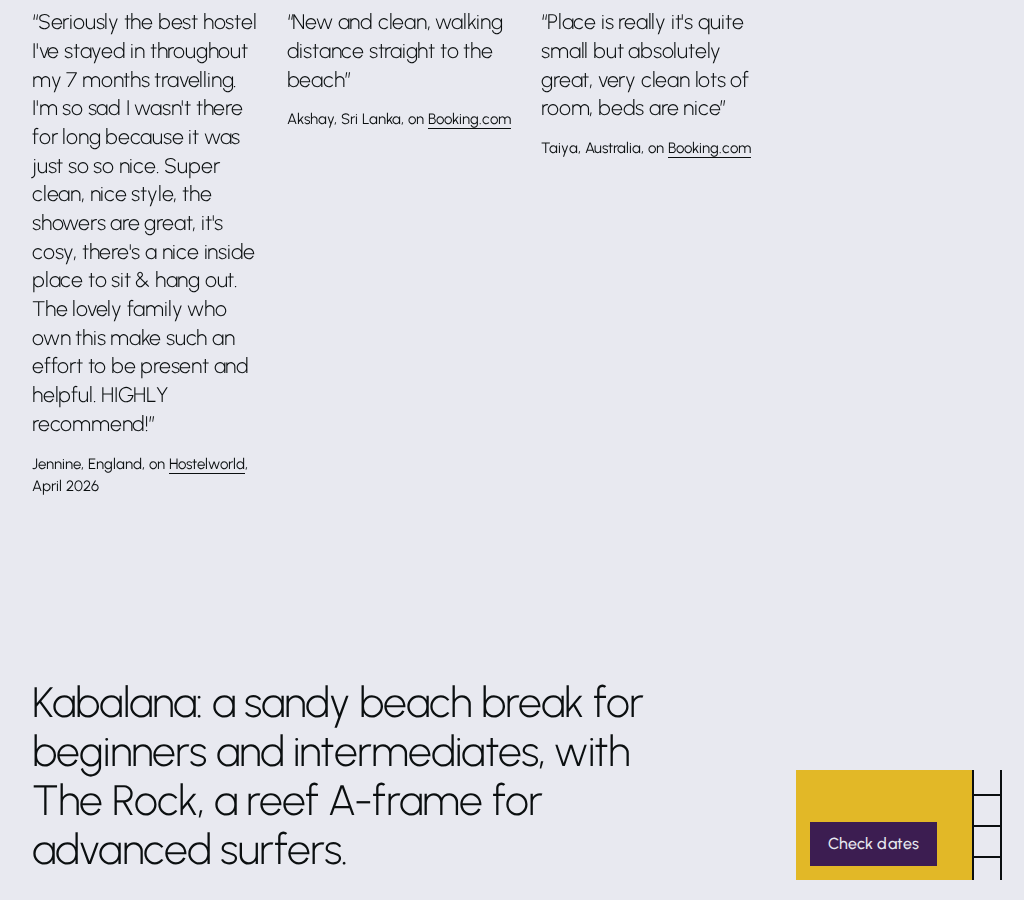 “Seriously the best hostel
I've stayed in throughout
my 7 months travelling.
I'm so sad I wasn't there
for long because it was
just so so nice. Super
clean, nice style, the
showers are great, it's
cosy, there's a nice inside
place to sit & hang out.
The lovely family who
own this make such an
effort to be present and
helpful. HIGHLY
recommend!”
Jennine, England, on Hostelworld,
April 2026
“New and clean, walking
distance straight to the
beach”
Akshay, Sri Lanka, on Booking.com
“Place is really it's quite
small but absolutely
great, very clean lots of
room, beds are nice”
Taiya, Australia, on Booking.com
Kabalana: a sandy beach break for
beginners and intermediates, with
The Rock, a reef A-frame for
advanced surfers.
Check dates